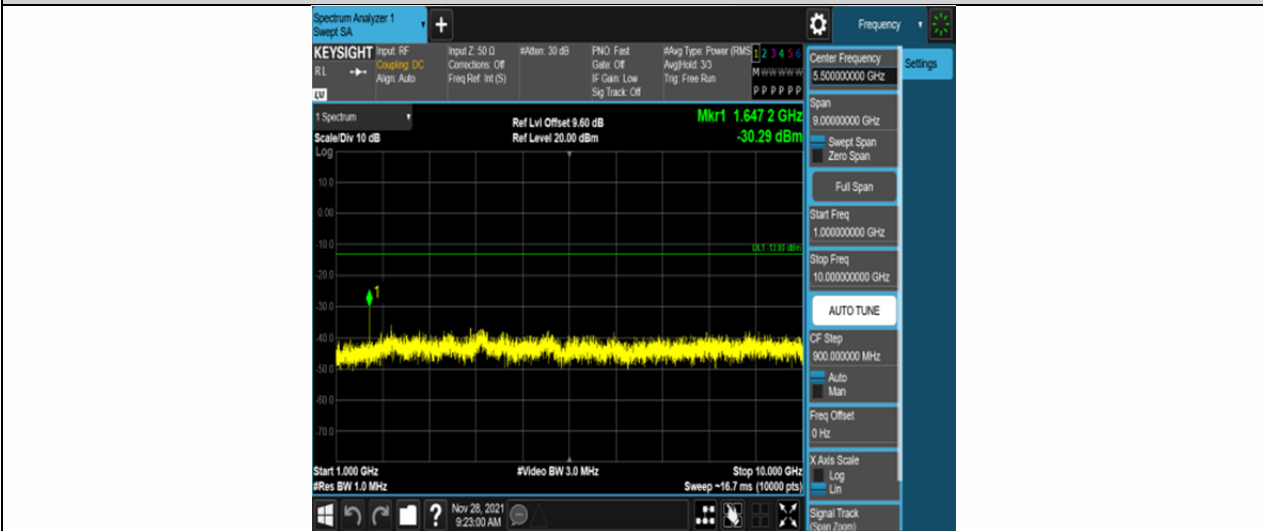 Spectrum Analyzer 1
Swept SA
+
Frequency
KEYSIGHT
RL
LXI
Input: RF
Coupling: DC
Align: Auto
Input Z: 50 Ω
Corrections: Off
Freq Ref: Int (S)
#Atten: 30 dB
PNO: Fast
Gate: Off
IF Gain: Low
Sig Track: Off
#Avg Type: Power (RMS
Avg|Hold: 3/3
Trig: Free Run
1 2 3 4 5 6
M W W W W W
P P P P P P
1 Spectrum
Scale/Div 10 dB
Log
Ref Lvl Offset 9.60 dB
Ref Level 20.00 dBm
Mkr1 1.647 2 GHz
-30.29 dBm
10.0
0.00
-10.0
DL1 -13.00 dBm
-20.0
1
-30.0
-40.0
-50.0
-60.0
-70.0
Start 1.000 GHz
#Res BW 1.0 MHz
#Video BW 3.0 MHz
Stop 10.000 GHz
Sweep ~16.7 ms (10000 pts)
?
Nov 28, 2021
9:23:00 AM
Center Frequency
5.500000000 GHz
Settings
Span
9.00000000 GHz
Swept Span
Zero Span
Full Span
Start Freq
1.000000000 GHz
Stop Freq
10.000000000 GHz
AUTO TUNE
CF Step
900.000000 MHz
Auto
Man
Freq Offset
0 Hz
X Axis Scale
Log
Lin
Signal Track
(Span Zoom)